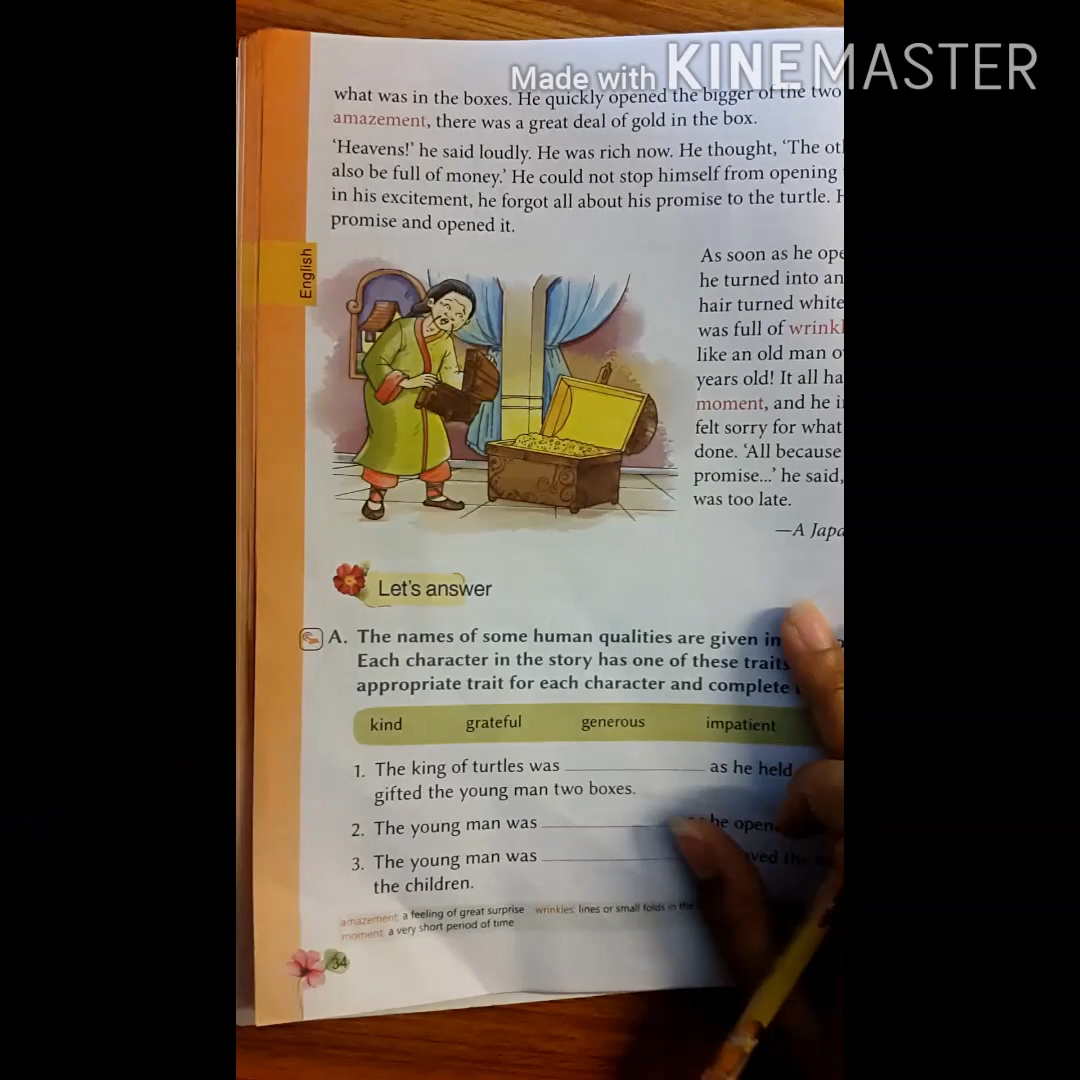 Made with KINEMASTER
what was in the boxes. He quickly opened the bigger of the two
amazement, there was a great deal of gold in the box.
'Heavens!' he said loudly. He was rich now. He thought, 'The
also be full of money.' He could not stop himself from opening
in his excitement, he forgot all about his promise to the turtle.
promise and opened it.
English
As soon as he
he turned into an
hair turned white
was full of
like an old man
years old! It all
moment, and he
felt sorry for what
done. 'All because
promise...' he said,
was too late.
—A
Let's answer
A. The names of some human qualities are given in
Each character in the story has one of these traits
appropriate trait for each character and complete
kind grateful generous impatient
1. The king of turtles was ____________ as he held
gifted the young man two boxes.
2. The young man was ____________ he
3. The young man was ____________
the children.
amazement: a feeling of great surprise wrinkles: lines or small folds in the
moment: a very short period of time
34